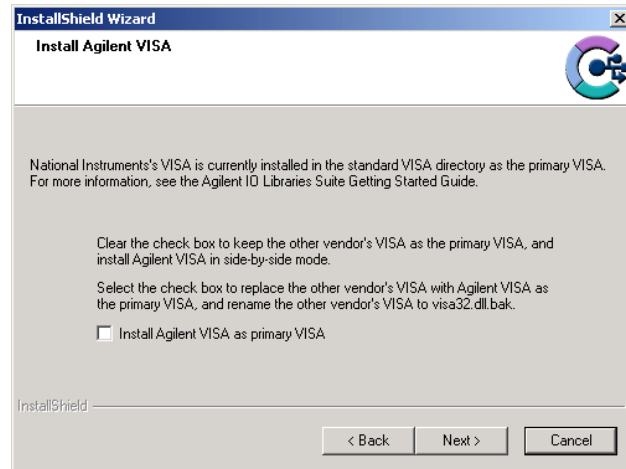 InstallShield Wizard
Install Agilent VISA
National Instruments's VISA is currently installed in the standard VISA directory as the primary VISA.
For more information, see the Agilent IO Libraries Suite Getting Started Guide.
Clear the check box to keep the other vendor's VISA as the primary VISA, and
install Agilent VISA in side-by-side mode.
Select the check box to replace the other vendor's VISA with Agilent VISA as
the primary VISA, and rename the other vendor's VISA to visa32.dll.bak.
Install Agilent VISA as primary VISA
InstallShield
< Back
Next >
Cancel